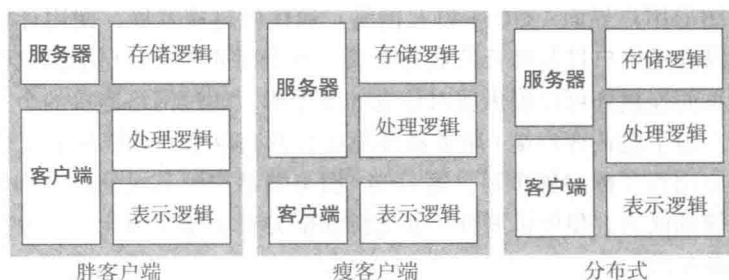 服务器 存储逻辑
客户端 处理逻辑
表示逻辑
胖客户端
服务器 存储逻辑
处理逻辑
客户端 表示逻辑
瘦客户端
服务器 存储逻辑
处理逻辑
客户端 表示逻辑
分布式